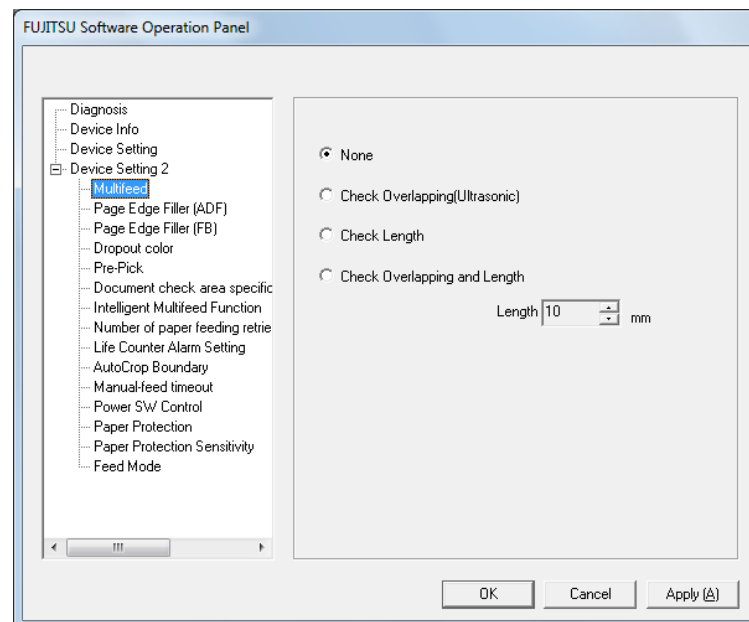 FUJITSU Software Operation Panel
Diagnosis
Device Info
Device Setting
Device Setting 2
Multifeed
Page Edge Filler (ADF)
Page Edge Filler (FB)
Dropout color
Pre-Pick
Document check area specific
Intelligent Multifeed Function
Number of paper feeding retrie
Life Counter Alarm Setting
AutoCrop Boundary
Manual-feed timeout
Power SW Control
Paper Protection
Paper Protection Sensitivity
Feed Mode
None
Check Overlapping(Ultrasonic)
Check Length
Check Overlapping and Length
Length 10 mm
OK Cancel Apply (A)